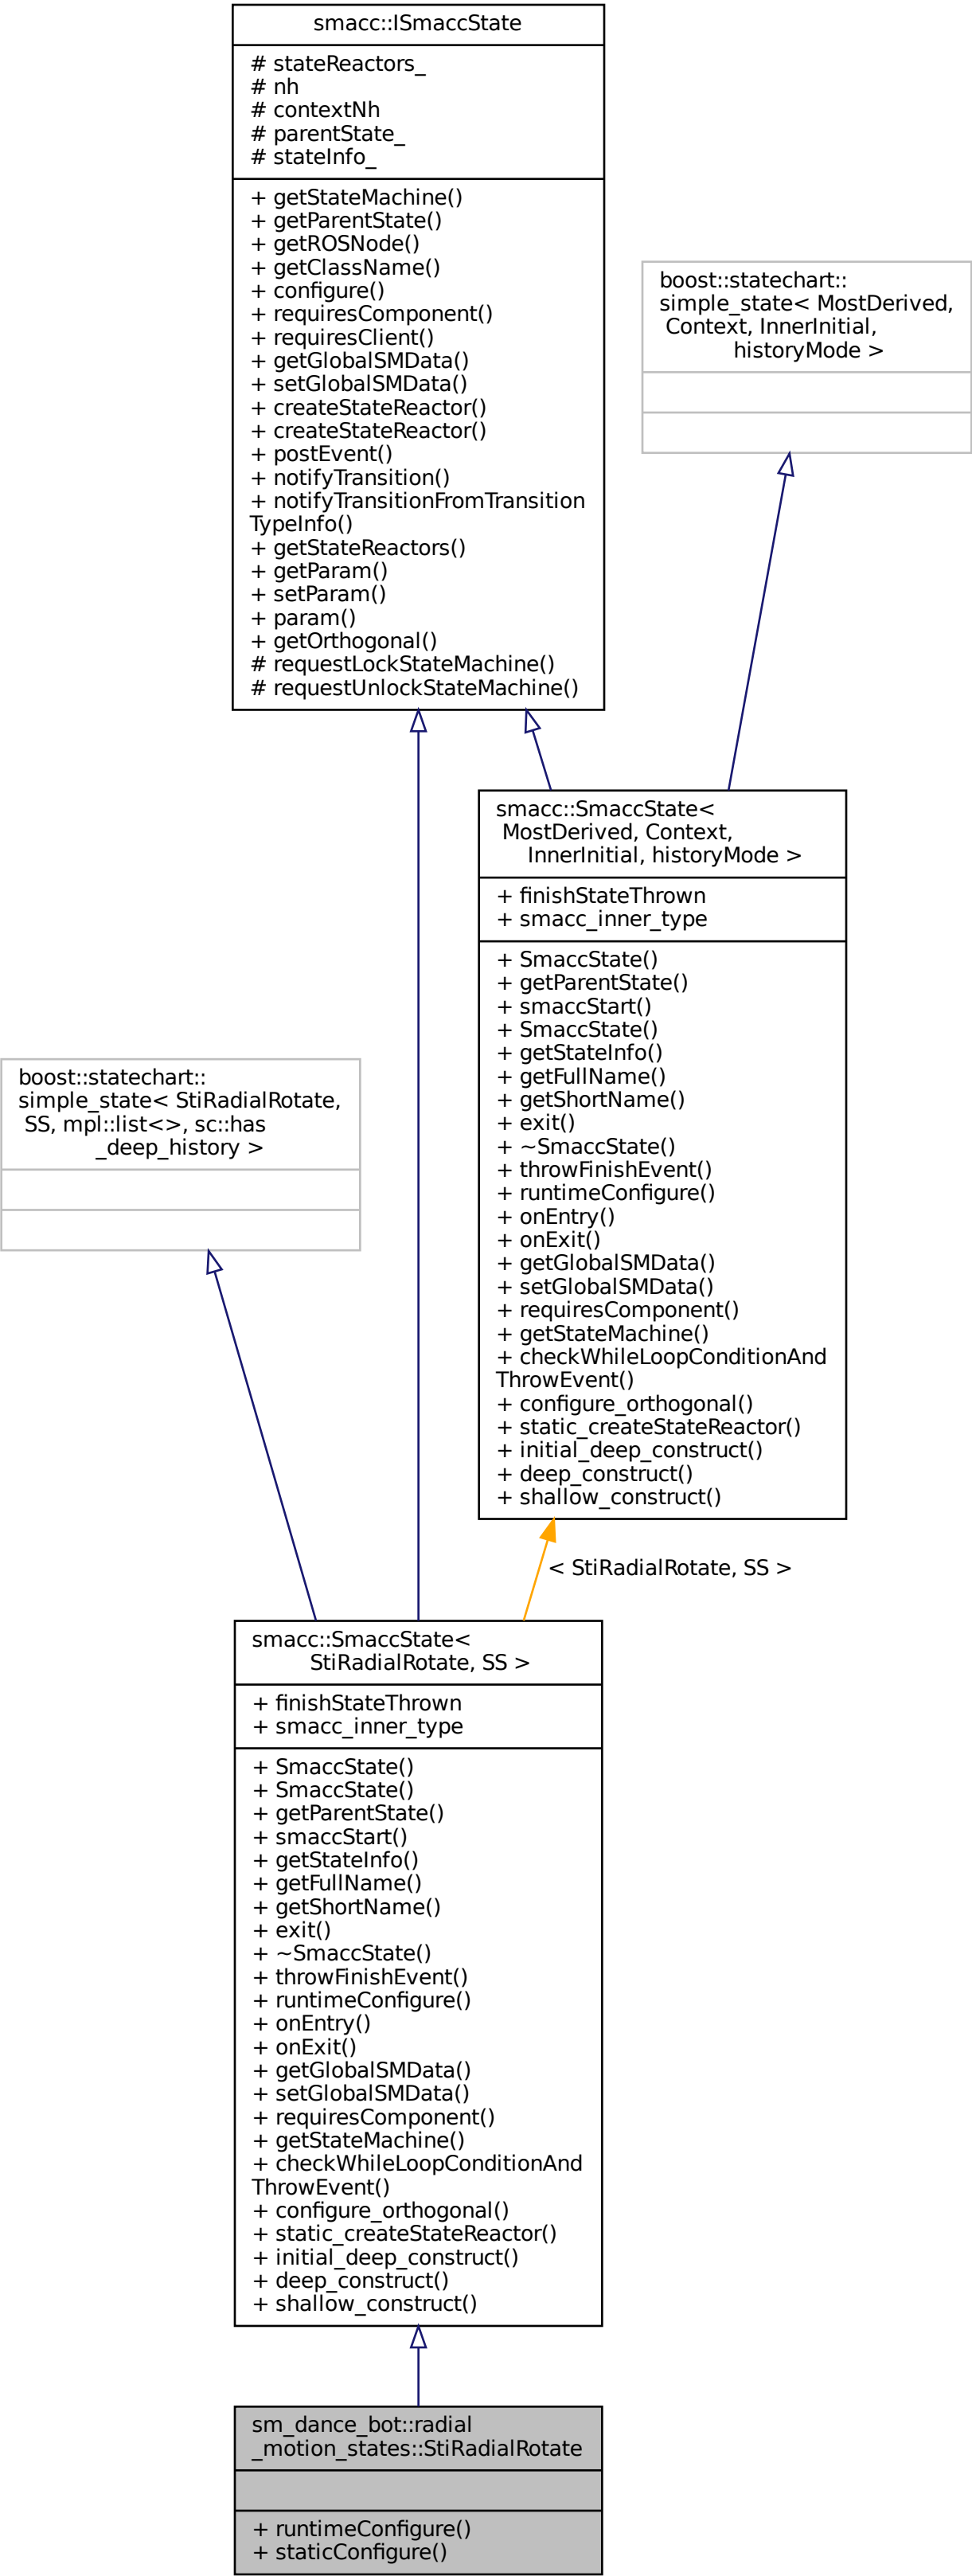 smacc::ISmaccState
# stateReactors_
# nh
# contextNh
# parentState_
# stateInfo_
+ getStateMachine()
+ getParentState()
+ getROSNode()
+ getClassName()
+ configure()
+ requiresComponent()
+ requiresClient()
+ getGlobalSMData()
+ setGlobalSMData()
+ createStateReactor()
+ createStateReactor()
+ postEvent()
+ notifyTransition()
+ notifyTransitionFromTransition
TypeInfo()
+ getStateReactors()
+ getParam()
+ setParam()
+ param()
+ getOrthogonal()
# requestLockStateMachine()
# requestUnlockStateMachine()
boost::statechart::
simple_state< MostDerived,
Context, InnerInitial,
historyMode >
smacc::SmaccState<
MostDerived, Context,
InnerInitial, historyMode >
+ finishStateThrown
+ smacc_inner_type
+ SmaccState()
+ getParentState()
+ smaccStart()
+ SmaccState()
+ getStateInfo()
+ getFullName()
+ getShortName()
+ exit()
+ ~SmaccState()
+ throwFinishEvent()
+ runtimeConfigure()
+ onEntry()
+ onExit()
+ getGlobalSMData()
+ setGlobalSMData()
+ requiresComponent()
+ getStateMachine()
+ checkWhileLoopConditionAnd
ThrowEvent()
+ configure_orthogonal()
+ static_createStateReactor()
+ initial_deep_construct()
+ deep_construct()
+ shallow_construct()
boost::statechart::
simple_state< StiRadialRotate,
SS, mpl::list<>, sc::has
_deep_history >
< StiRadialRotate, SS >
smacc::SmaccState<
StiRadialRotate, SS >
+ finishStateThrown
+ smacc_inner_type
+ SmaccState()
+ SmaccState()
+ getParentState()
+ smaccStart()
+ getStateInfo()
+ getFullName()
+ getShortName()
+ exit()
+ ~SmaccState()
+ throwFinishEvent()
+ runtimeConfigure()
+ onEntry()
+ onExit()
+ getGlobalSMData()
+ setGlobalSMData()
+ requiresComponent()
+ getStateMachine()
+ checkWhileLoopConditionAnd
ThrowEvent()
+ configure_orthogonal()
+ static_createStateReactor()
+ initial_deep_construct()
+ deep_construct()
+ shallow_construct()
sm_dance_bot::radial
_motion_states::StiRadialRotate
+ runtimeConfigure()
+ staticConfigure()